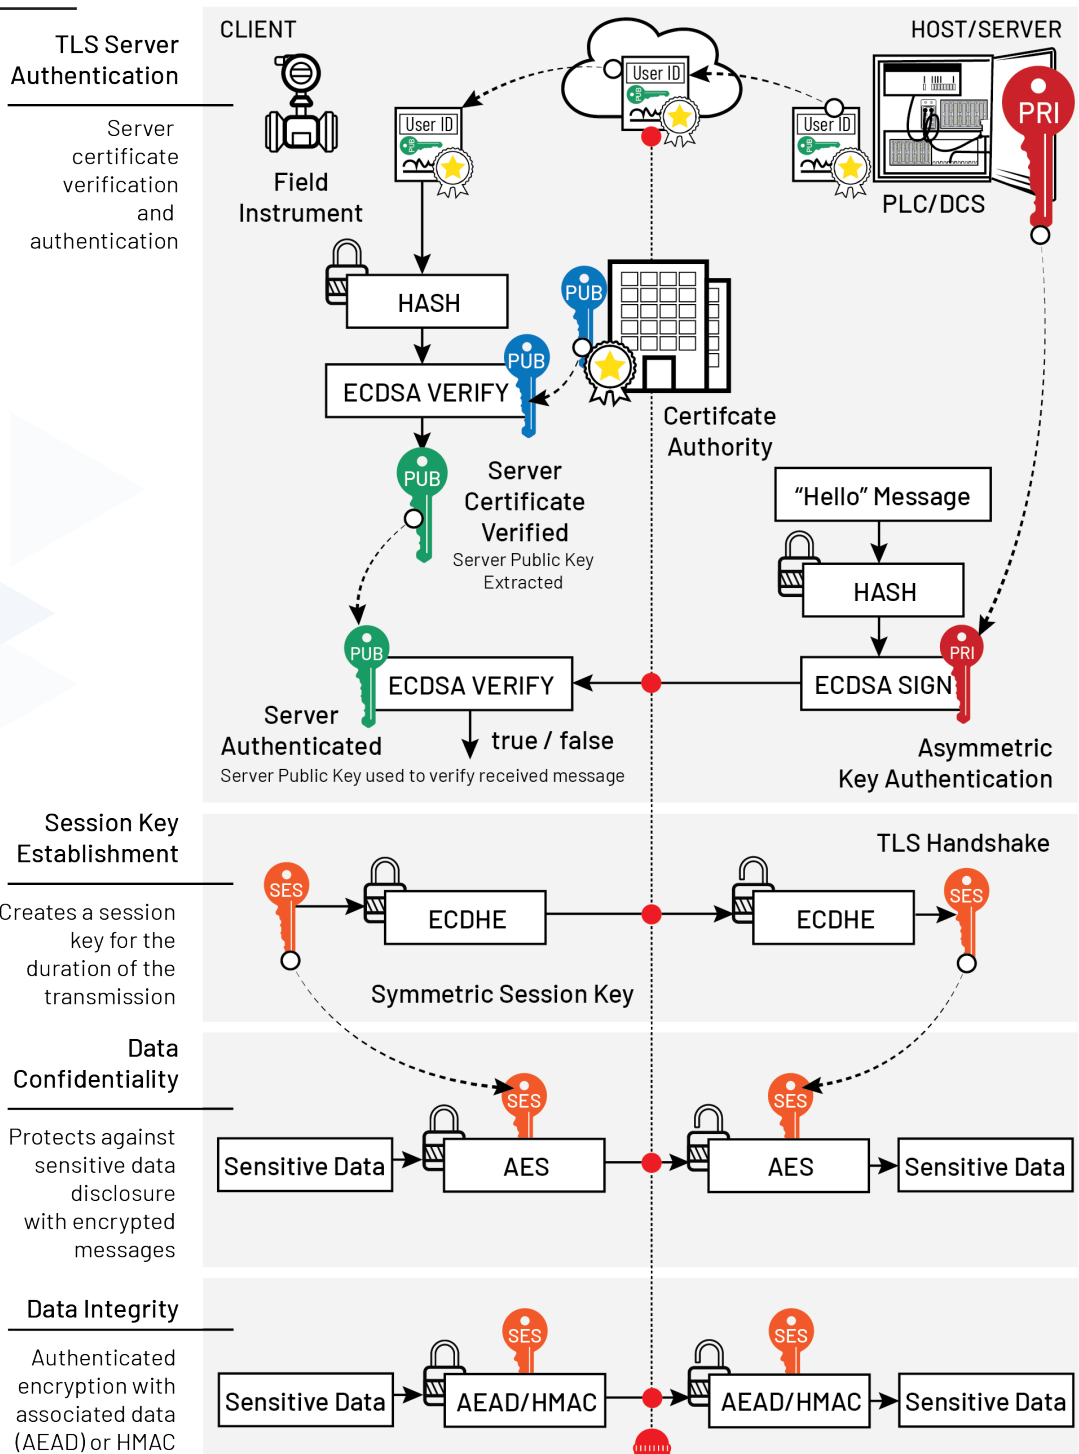 TLS Server
Authentication
Server
certificate
verification
and
authentication
CLIENT
HOST/SERVER
User ID
PUB
User ID
PUB
User ID
PUB
PRI
Field
Instrument
PLC/DCS
HASH
PUB
PUB
ECDSA VERIFY
Certifcate
Authority
PUB
Server
Certificate
Verified
Server Public Key
Extracted
“Hello” Message
HASH
PUB
ECDSA VERIFY
PRI
ECDSA SIGN
Server
Authenticated
true / false
Server Public Key used to verify received message
Asymmetric
Key Authentication
Session Key
Establishment
Creates a session
key for the
duration of the
transmission
TLS Handshake
SES
ECDHE
ECDHE
SES
Symmetric Session Key
Data
Confidentiality
Protects against
sensitive data
disclosure
with encrypted
messages
SES
SES
Sensitive Data
AES
AES
Sensitive Data
Data Integrity
Authenticated
encryption with
associated data
(AEAD) or HMAC
SES
SES
Sensitive Data
AEAD/HMAC
AEAD/HMAC
Sensitive Data